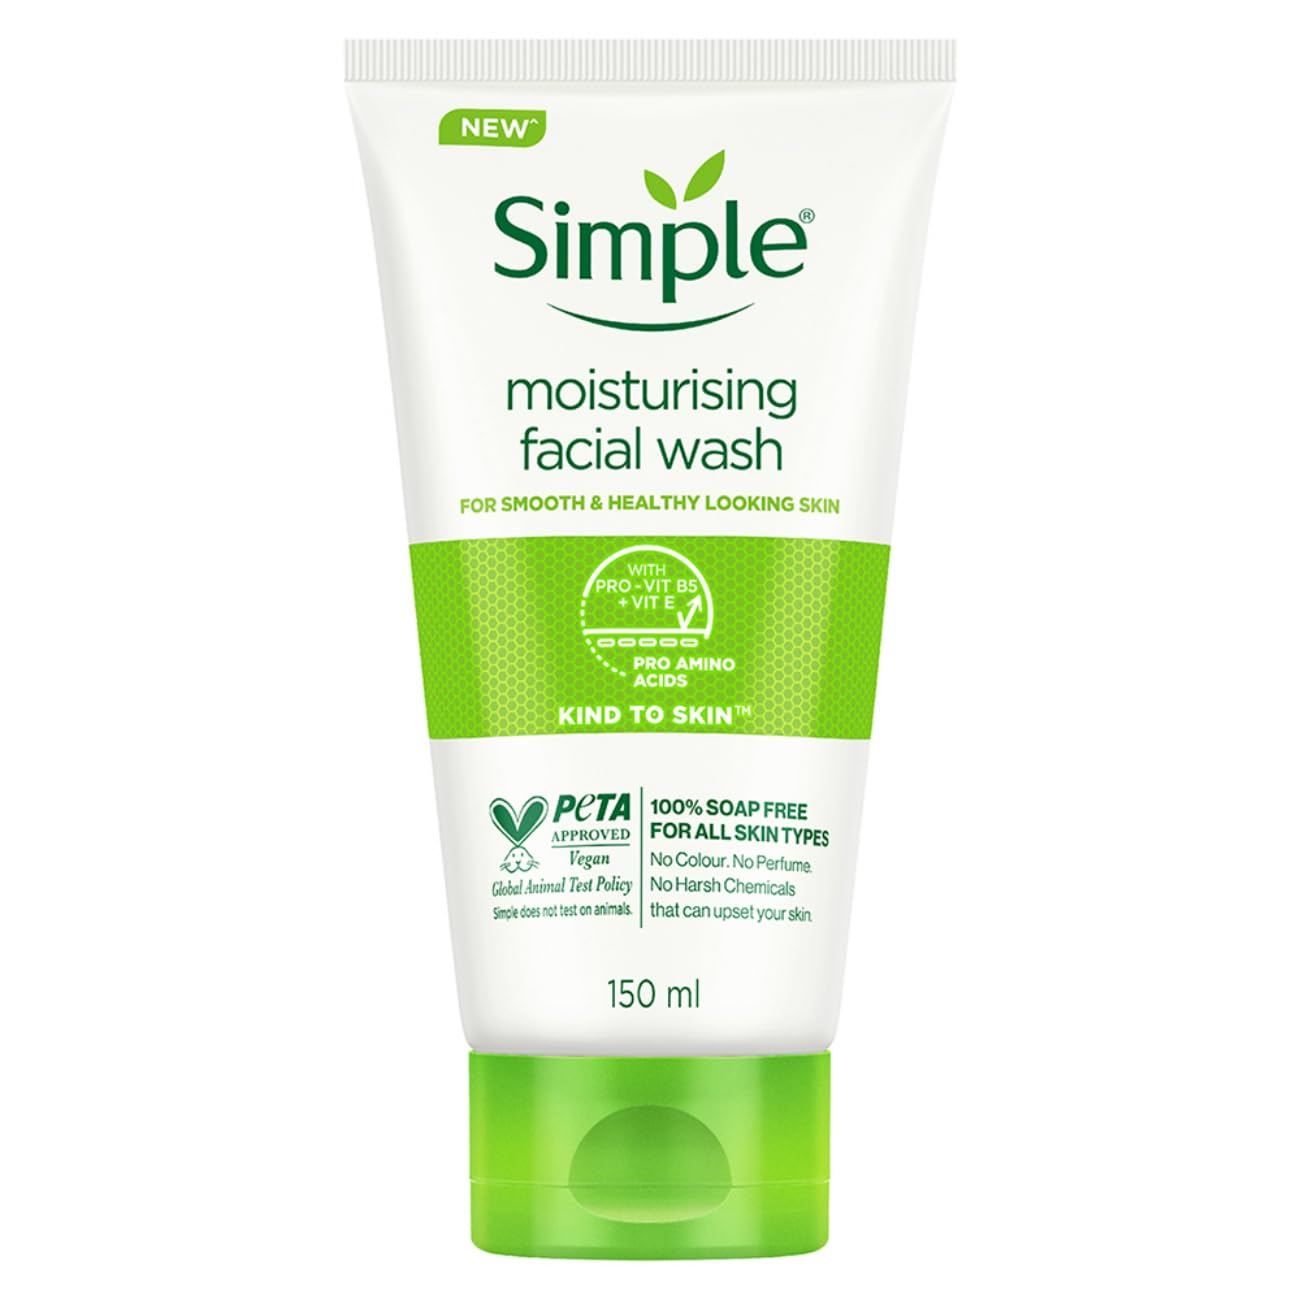 NEW^
Simple®
moisturising
facial wash
FOR SMOOTH & HEALTHY LOOKING SKIN
WITH
PRO-VIT B5
+ VIT E
PRO AMINO
ACIDS
KIND TO SKIN™
PeTA
APPROVED
Vegan
Global Animal Test Policy
Simple does not test on animals.
100% SOAP FREE
FOR ALL SKIN TYPES
No Colour. No Perfume.
No Harsh Chemicals
that can upset your skin.
150 ml